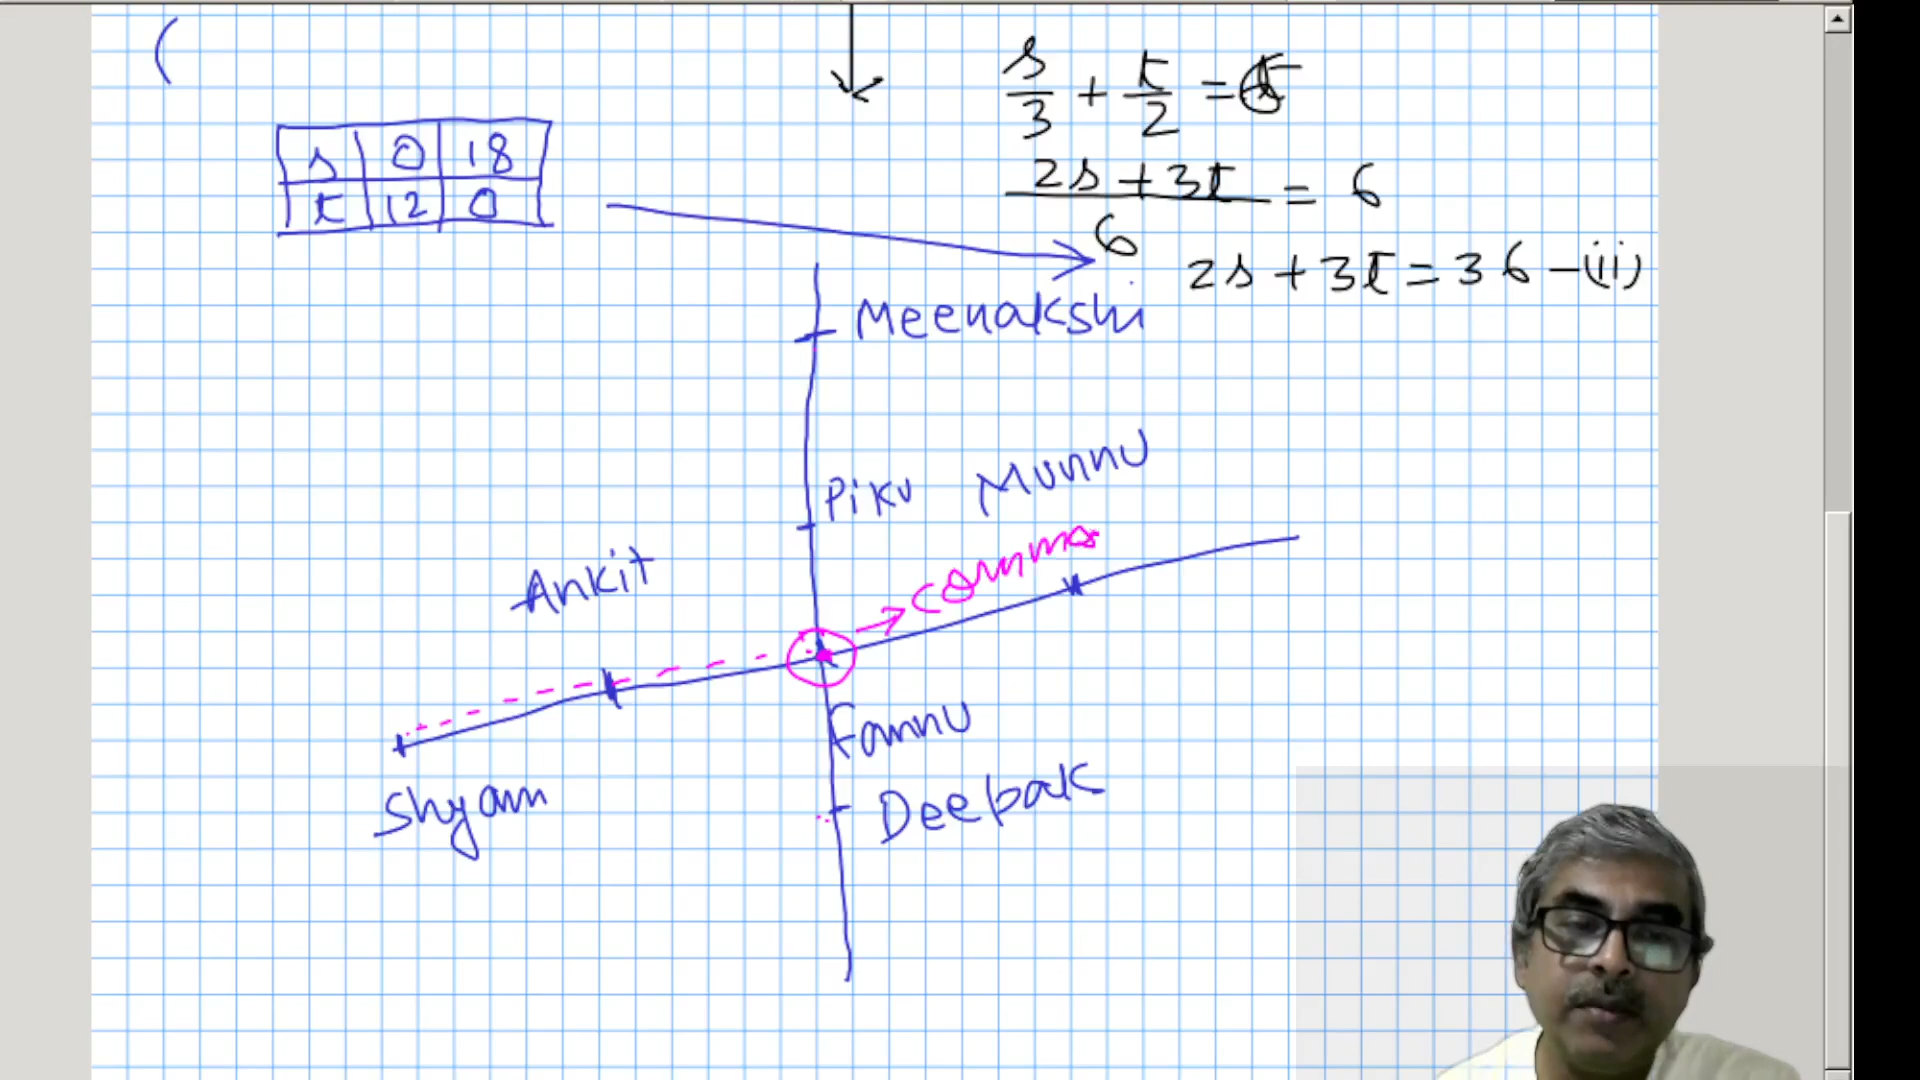 (
s/3 + t/2 = 6
s 0 18
t 12 0
2s + 3t / 6 = 6
2s + 3t = 36 - (ii)
Meenakshi
Piku Munnu
comma
Ankit
Fannu
Deepak
Shyam